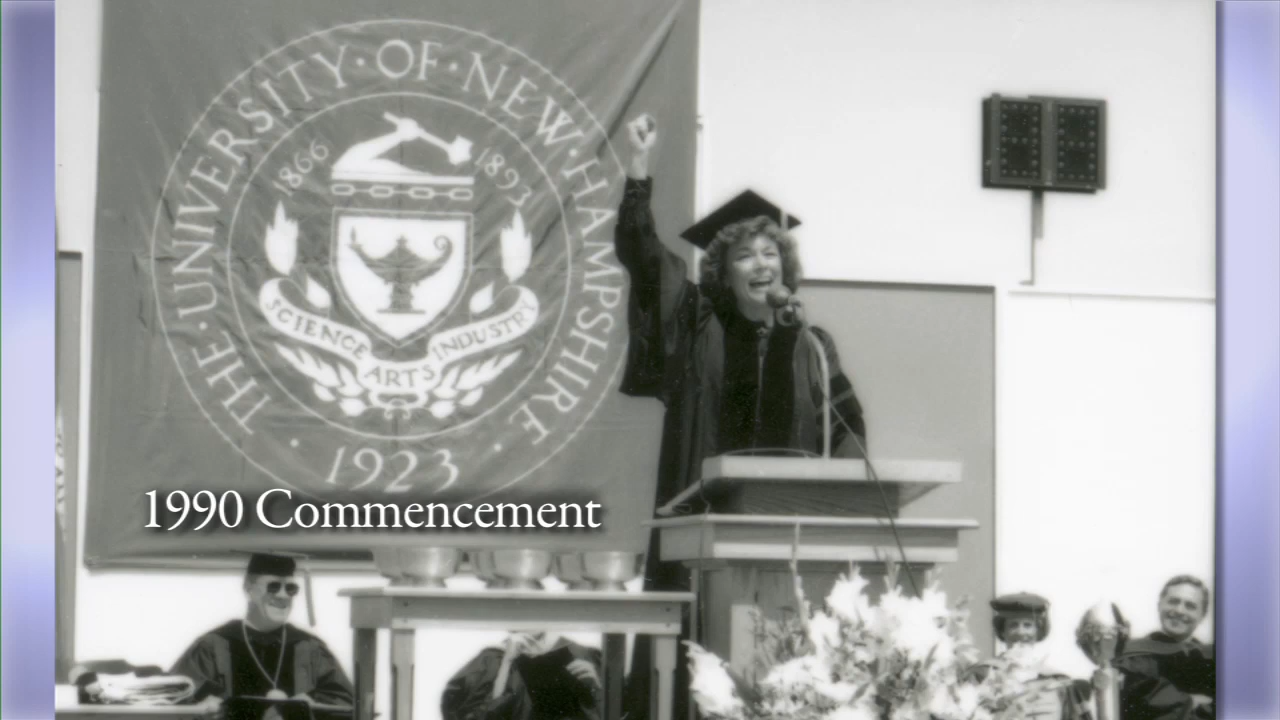 THE·UNIVERSITY·OF·NEW·HAMPSHIRE
1866 1893
SCIENCE ARTS INDUSTRY
·1923·
1990 Commencement